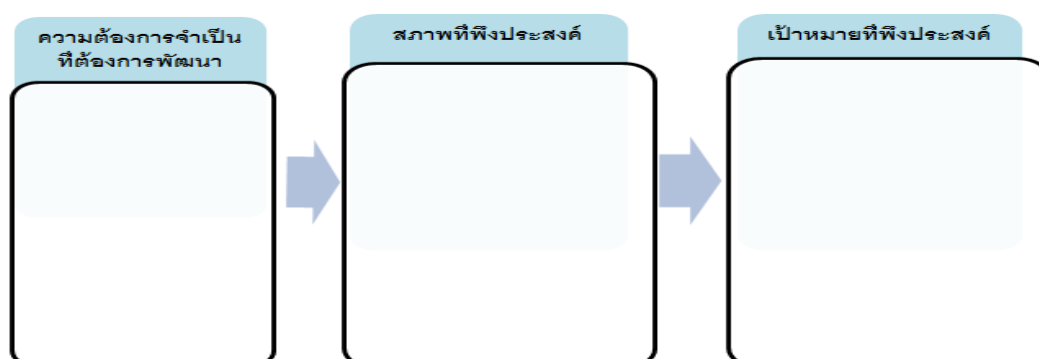 ความต้องการจำเป็น
ที่ต้องการพัฒนา
สภาพที่พึงประสงค์
เป้าหมายที่พึงประสงค์